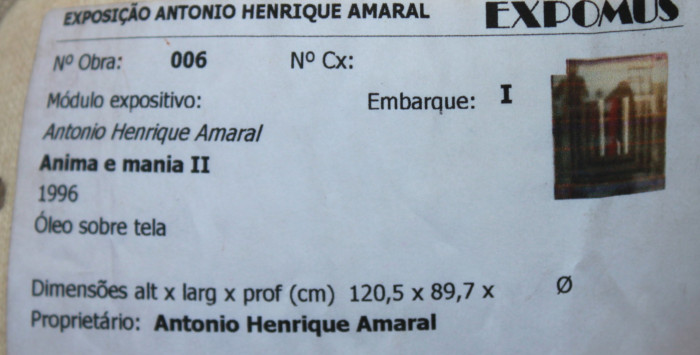 EXPOSIÇÃO ANTONIO HENRIQUE AMARAL EXPOMUS
Nº Obra: 006 Nº Cx:
Módulo expositivo: Embarque: I
Antonio Henrique Amaral
Anima e mania II
1996
Óleo sobre tela
Dimensões alt x larg x prof (cm) 120,5 x 89,7 x Ø
Proprietário: Antonio Henrique Amaral